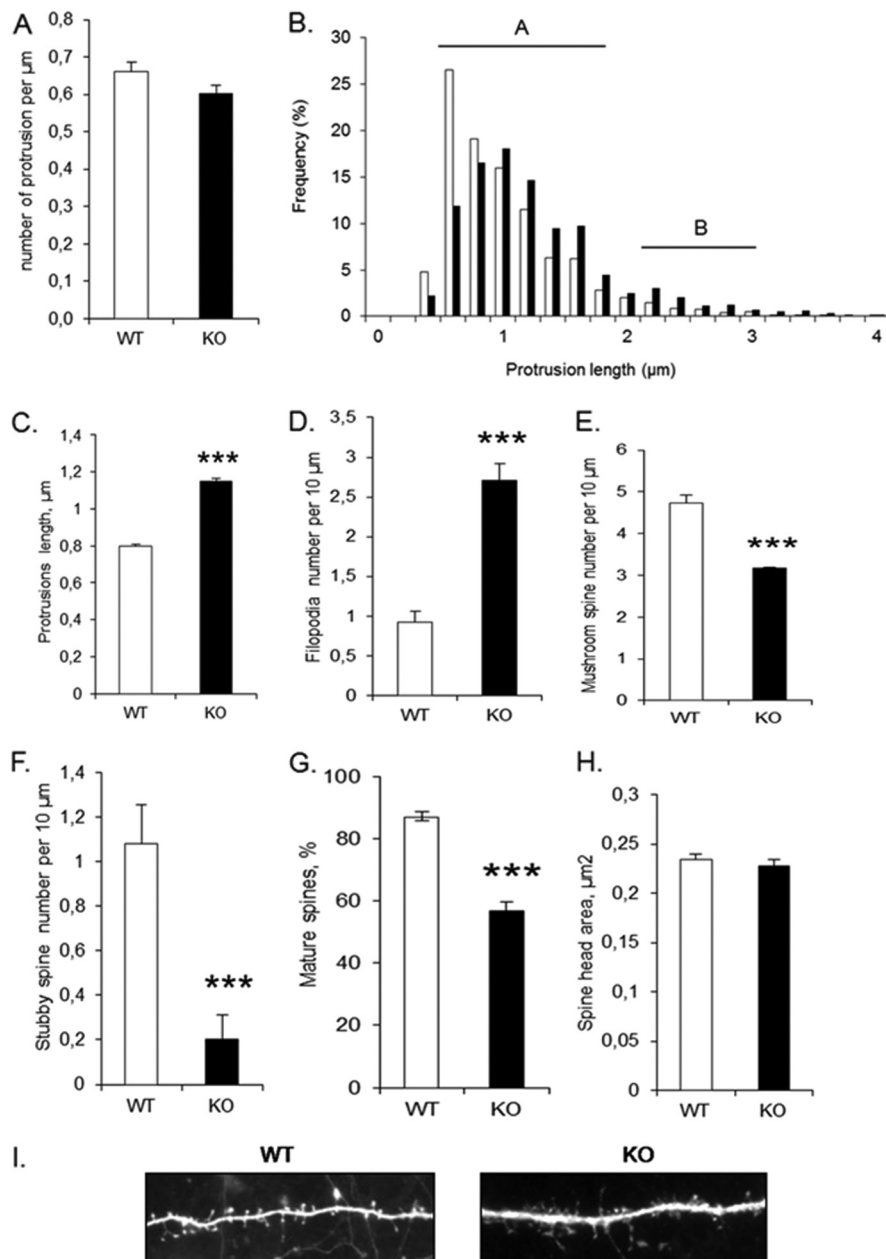 A
0,8
0,7
0,6
0,5
0,4
0,3
0,2
0,1
0,0
number of protrusion per µm
WT
KO
B.
A
B
30
25
20
15
10
5
0
Frequency (%)
0
1
2
3
4
Protrusion length (µm)
C.
1,4
1,2
1
0,8
0,6
0,4
0,2
0
Protrusions length, µm
***
WT
KO
D.
3,5
3
2,5
2
1,5
1
0,5
0
Filopodia number per 10 µm
***
WT
KO
E.
6
5
4
3
2
1
0
Mushroom spine number per 10 µm
***
WT
KO
F.
1,4
1,2
1
0,8
0,6
0,4
0,2
0
Stubby spine number per 10 µm
***
WT
KO
G.
100
80
60
40
20
0
Mature spines, %
***
WT
KO
H.
0,3
0,25
0,2
0,15
0,1
0,05
0
Spine head area, µm2
WT
KO
I.
WT
KO